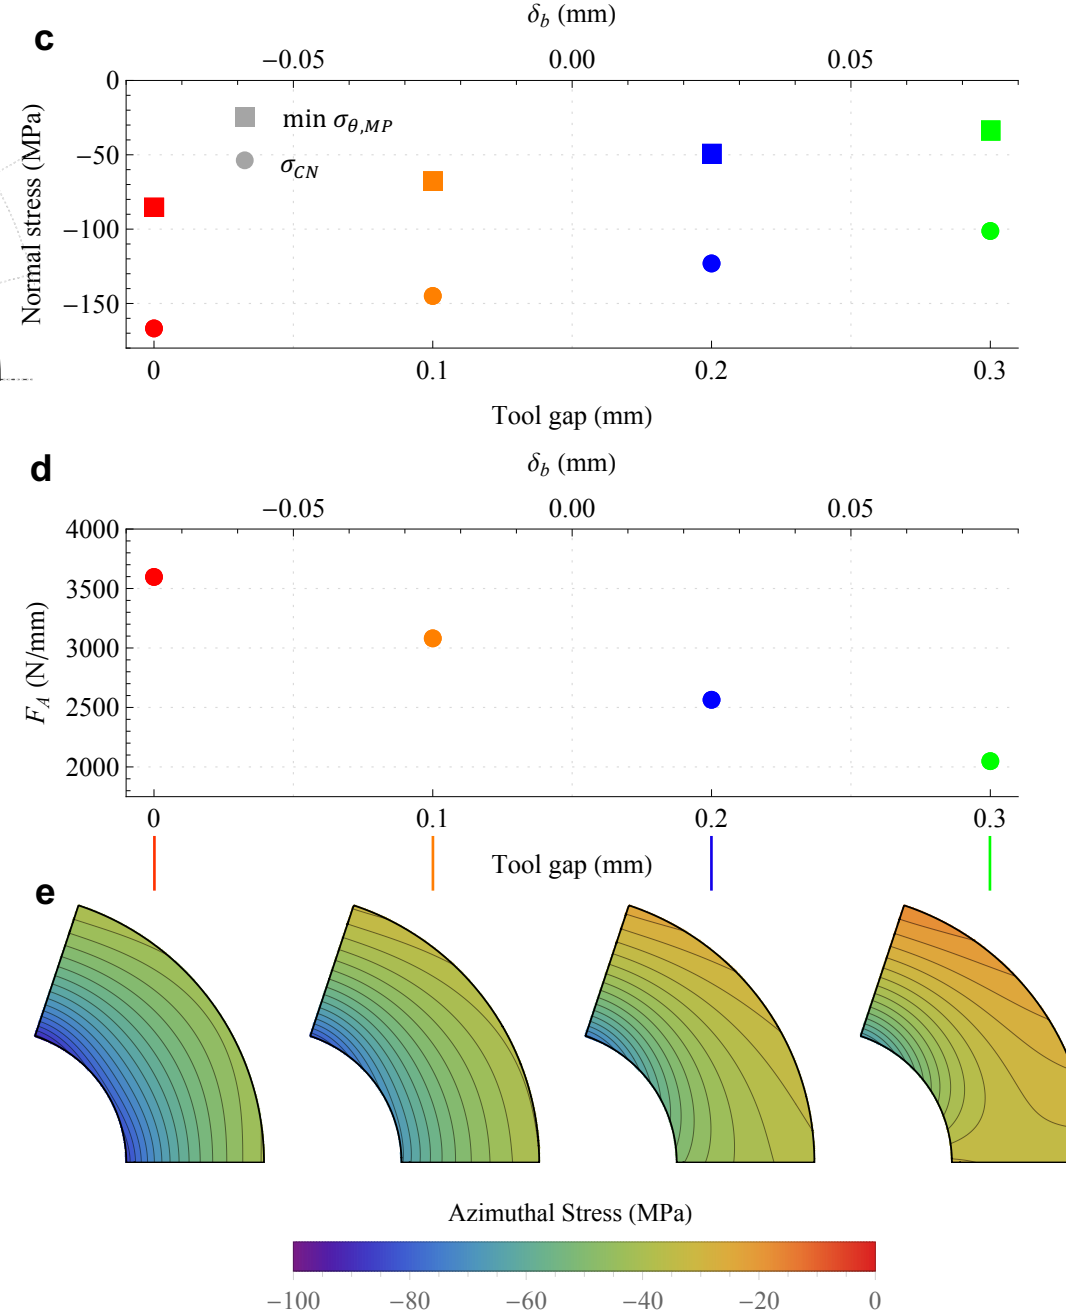 c
δb (mm)
−0.05 0.00 0.05
Normal stress (MPa)
0
−50
−100
−150
min σθ,MP
σCN
0 0.1 0.2 0.3
Tool gap (mm)
d
δb (mm)
−0.05 0.00 0.05
FA (N/mm)
4000
3500
3000
2500
2000
0 0.1 0.2 0.3
Tool gap (mm)
e
Azimuthal Stress (MPa)
−100 −80 −60 −40 −20 0